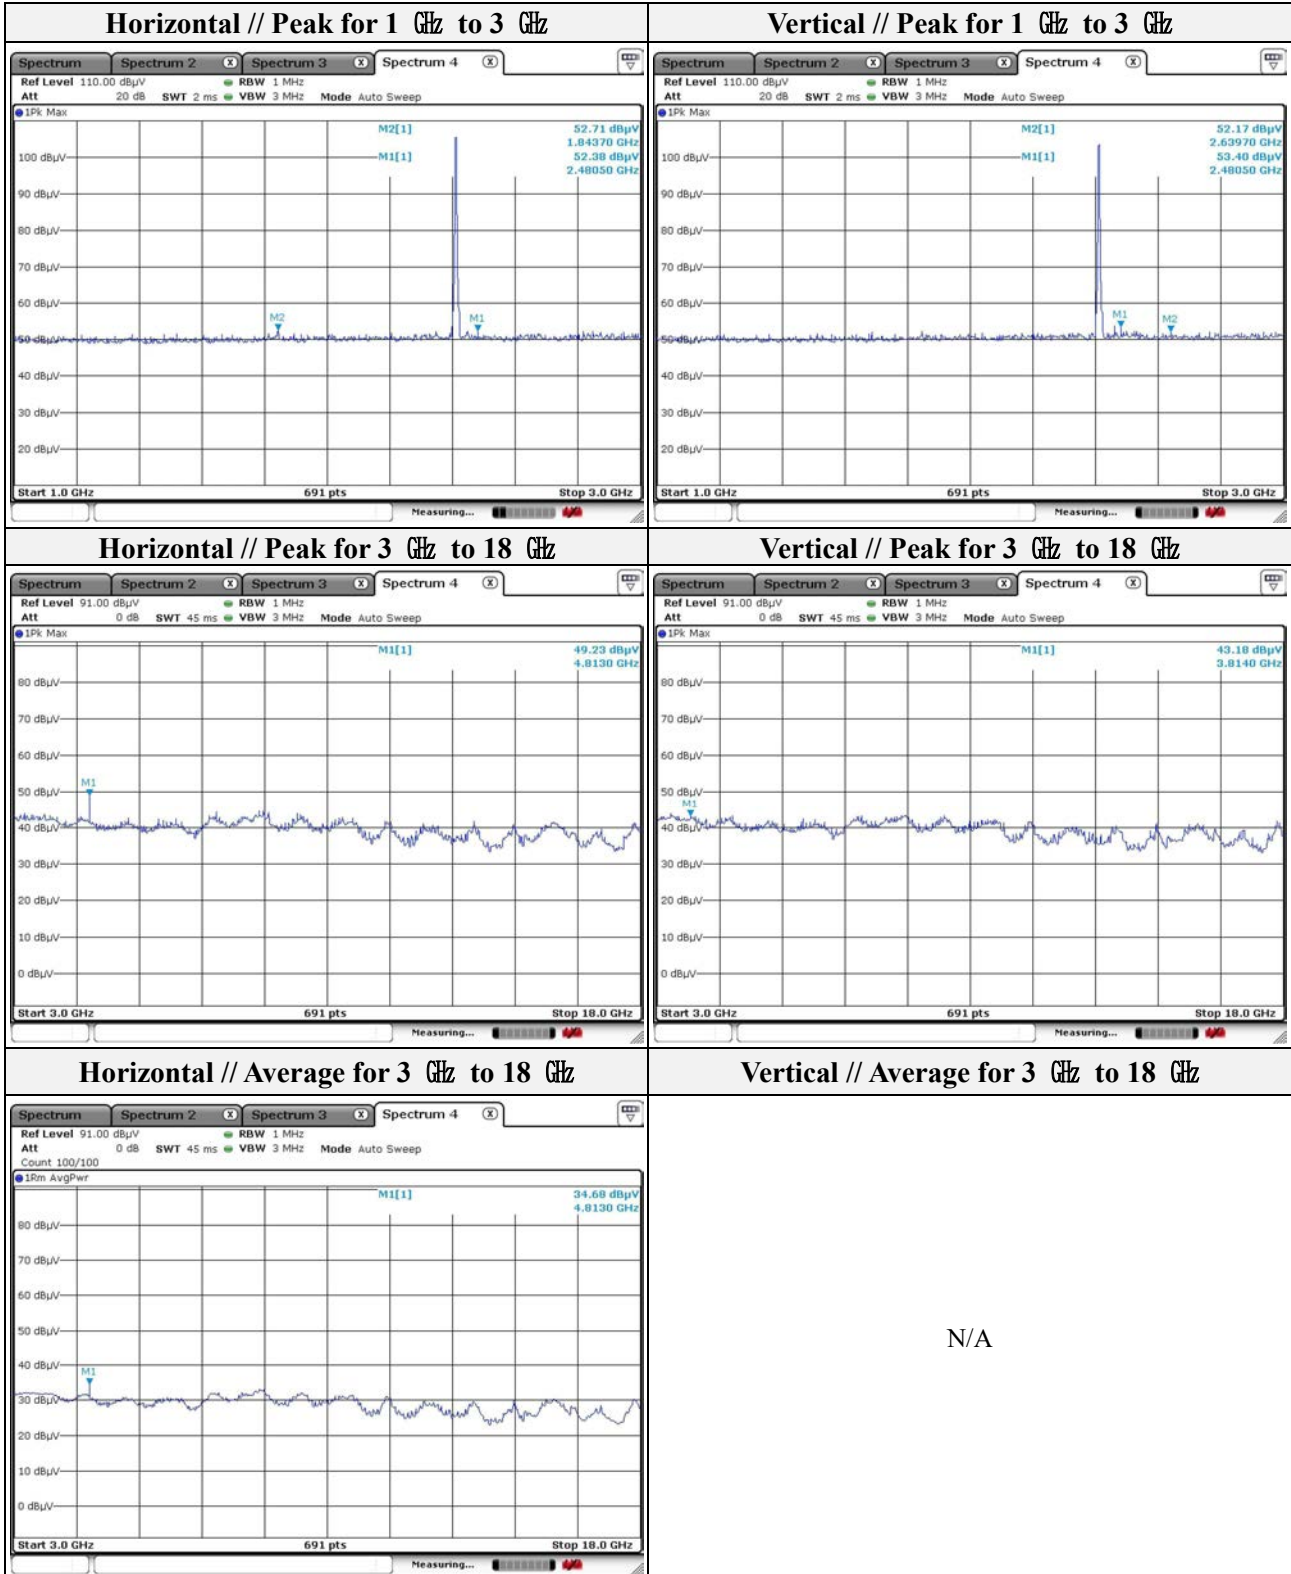 Horizontal // Peak for 1 ㎓ to 3 ㎓
Vertical // Peak for 1 ㎓ to 3 ㎓
Spectrum Spectrum 2 X Spectrum 3 X Spectrum 4 X
Ref Level 110.00 dBµV RBW 1 MHz
Att 20 dB SWT 2 ms VBW 3 MHz Mode Auto Sweep
1Pk Max
M2[1] 52.71 dBµV
1.84370 GHz
M1[1] 52.38 dBµV
2.48050 GHz
100 dBµV
90 dBµV
80 dBµV
70 dBµV
60 dBµV
M2
M1
50 dBµV
40 dBµV
30 dBµV
20 dBµV
Start 1.0 GHz 691 pts Stop 3.0 GHz
Measuring...
Spectrum Spectrum 2 X Spectrum 3 X Spectrum 4 X
Ref Level 110.00 dBµV RBW 1 MHz
Att 20 dB SWT 2 ms VBW 3 MHz Mode Auto Sweep
1Pk Max
M2[1] 52.17 dBµV
2.63970 GHz
M1[1] 53.40 dBµV
2.48050 GHz
100 dBµV
90 dBµV
80 dBµV
70 dBµV
60 dBµV
M1
M2
50 dBµV
40 dBµV
30 dBµV
20 dBµV
Start 1.0 GHz 691 pts Stop 3.0 GHz
Measuring...
Horizontal // Peak for 3 ㎓ to 18 ㎓
Vertical // Peak for 3 ㎓ to 18 ㎓
Spectrum Spectrum 2 X Spectrum 3 X Spectrum 4 X
Ref Level 91.00 dBµV RBW 1 MHz
Att 0 dB SWT 45 ms VBW 3 MHz Mode Auto Sweep
1Pk Max
M1[1] 49.23 dBµV
4.8130 GHz
80 dBµV
70 dBµV
60 dBµV
M1
50 dBµV
40 dBµV
30 dBµV
20 dBµV
10 dBµV
0 dBµV
Start 3.0 GHz 691 pts Stop 18.0 GHz
Measuring...
Spectrum Spectrum 2 X Spectrum 3 X Spectrum 4 X
Ref Level 91.00 dBµV RBW 1 MHz
Att 0 dB SWT 45 ms VBW 3 MHz Mode Auto Sweep
1Pk Max
M1[1] 43.18 dBµV
3.8140 GHz
80 dBµV
70 dBµV
60 dBµV
50 dBµV
M1
40 dBµV
30 dBµV
20 dBµV
10 dBµV
0 dBµV
Start 3.0 GHz 691 pts Stop 18.0 GHz
Measuring...
Horizontal // Average for 3 ㎓ to 18 ㎓
Vertical // Average for 3 ㎓ to 18 ㎓
Spectrum Spectrum 2 X Spectrum 3 X Spectrum 4 X
Ref Level 91.00 dBµV RBW 1 MHz
Att 0 dB SWT 45 ms VBW 3 MHz Mode Auto Sweep
Count 100/100
1Rm AvgPwr
M1[1] 34.68 dBµV
4.8130 GHz
80 dBµV
70 dBµV
60 dBµV
50 dBµV
40 dBµV
M1
30 dBµV
20 dBµV
10 dBµV
0 dBµV
Start 3.0 GHz 691 pts Stop 18.0 GHz
Measuring...
N/A